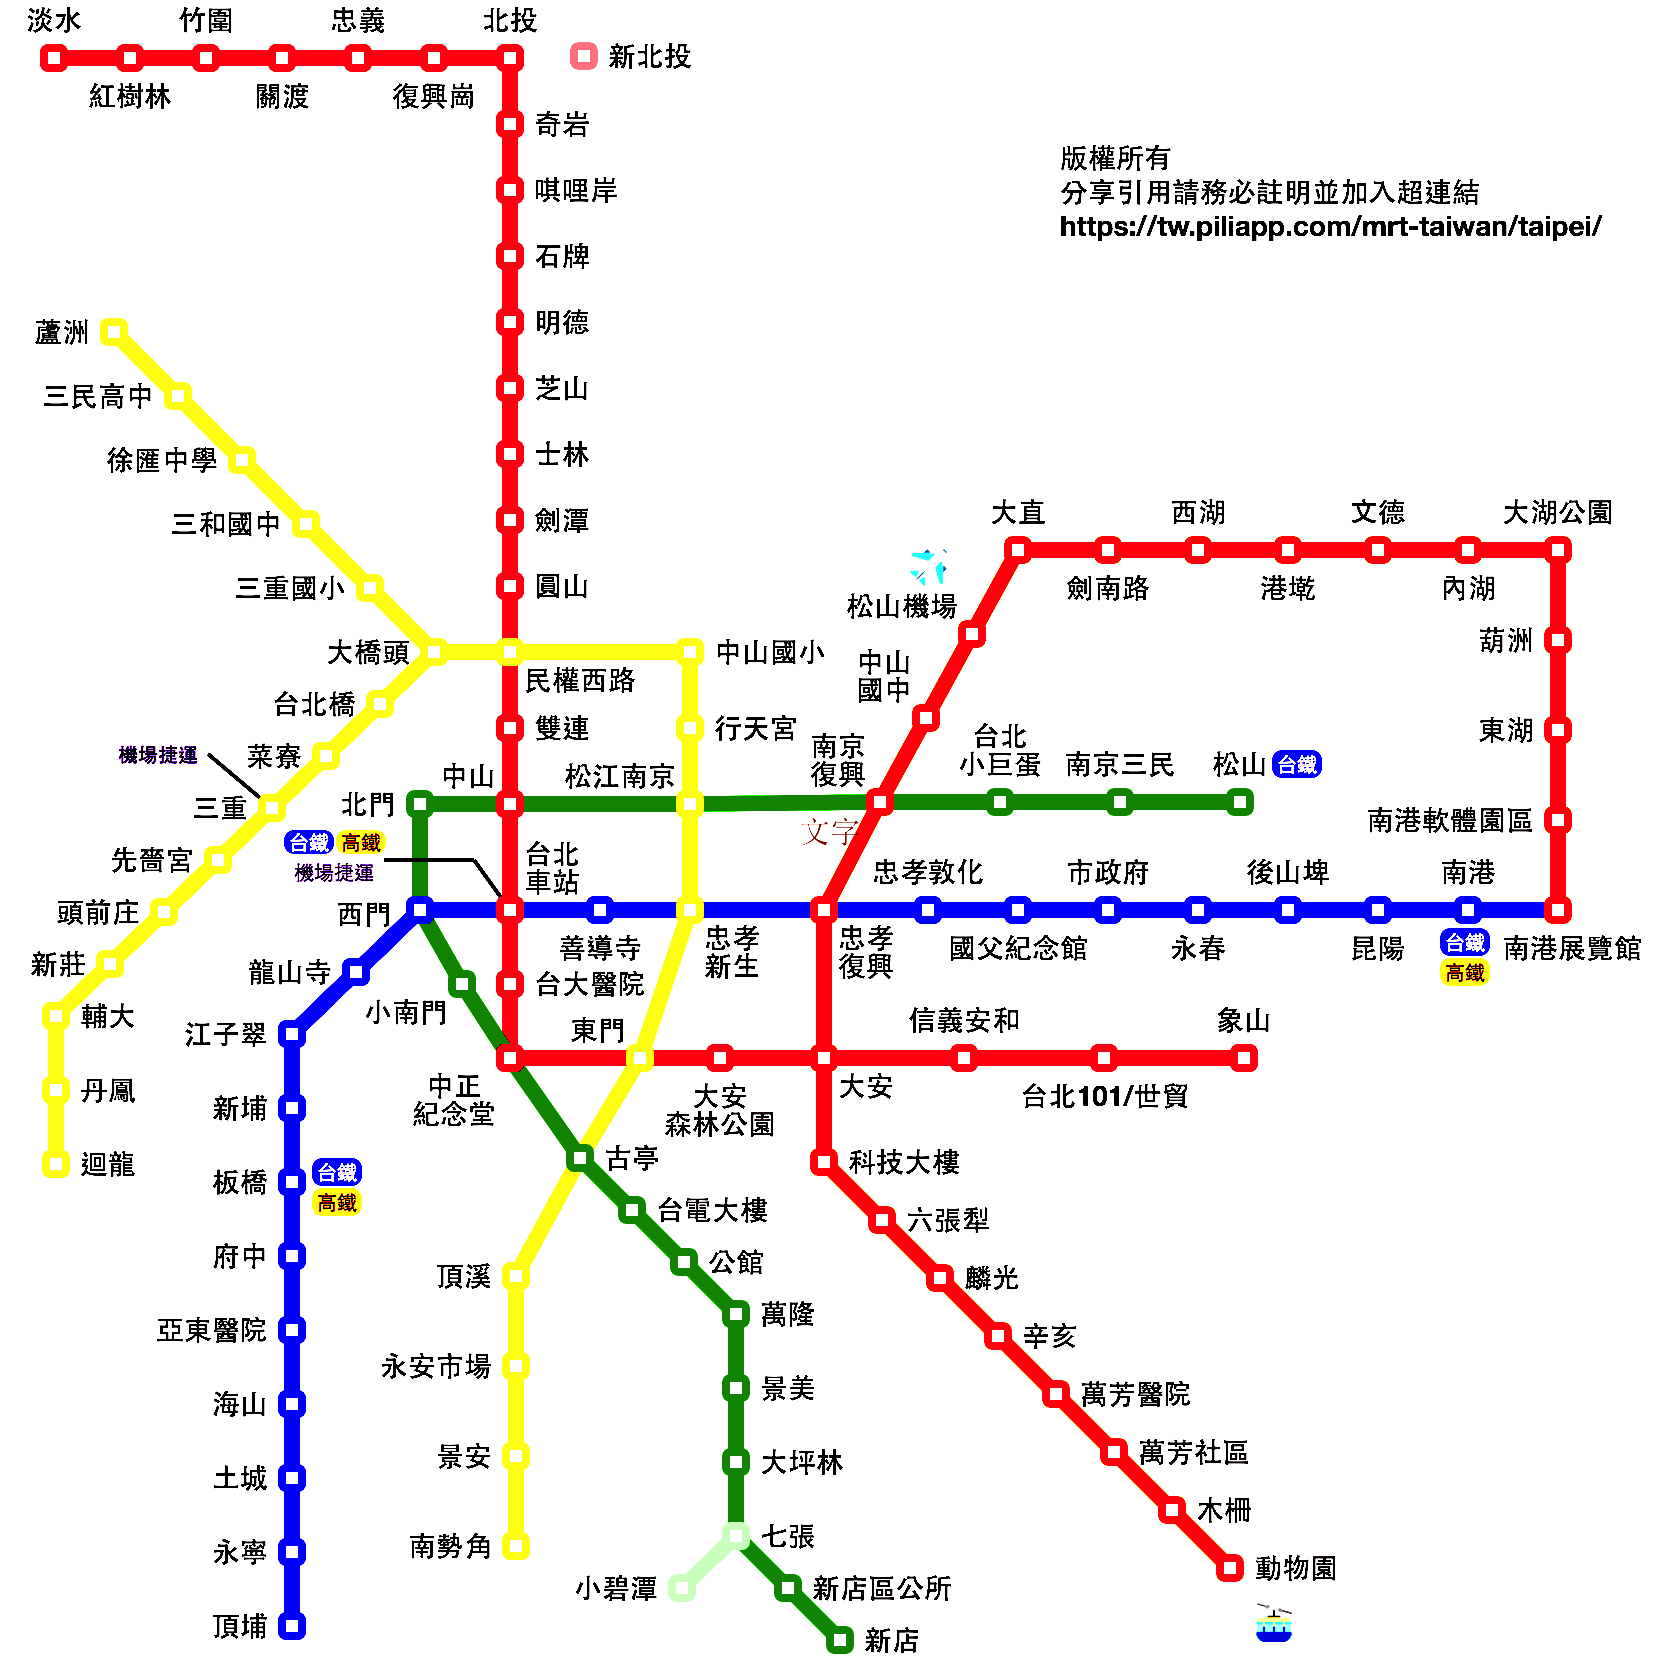 淡水
竹圍
忠義
北投
新北投
紅樹林
關渡
復興崗
奇岩
唭哩岸
石牌
明德
芝山
士林
劍潭
圓山
版權所有
分享引用請務必註明並加入超連結
https://tw.piliapp.com/mrt-taiwan/taipei/
蘆洲
三民高中
徐匯中學
三和國中
三重國小
大橋頭
民權西路
中山國小
台北橋
菜寮
機場捷運
三重
先嗇宮
頭前庄
新莊
輔大
丹鳳
迴龍
雙連
行天宮
中山
松江南京
北門
台鐵
高鐵
機場捷運
台北
車站
西門
善導寺
忠孝
新生
龍山寺
小南門
台大醫院
東門
江子翠
新埔
板橋
台鐵
高鐵
府中
亞東醫院
海山
土城
永寧
頂埔
大直
西湖
文德
大湖公園
劍南路
港墘
內湖
松山機場
中山
國中
葫洲
東湖
南港軟體園區
南京
復興
台北
小巨蛋
南京三民
松山
台鐵
文字
忠孝敦化
市政府
後山埤
南港
忠孝
復興
國父紀念館
永春
昆陽
台鐵
高鐵
南港展覽館
信義安和
象山
中正
紀念堂
大安
森林公園
大安
台北101/世貿
古亭
台電大樓
公館
萬隆
景美
大坪林
七張
小碧潭
新店區公所
新店
頂溪
永安市場
景安
南勢角
科技大樓
六張犁
麟光
辛亥
萬芳醫院
萬芳社區
木柵
動物園